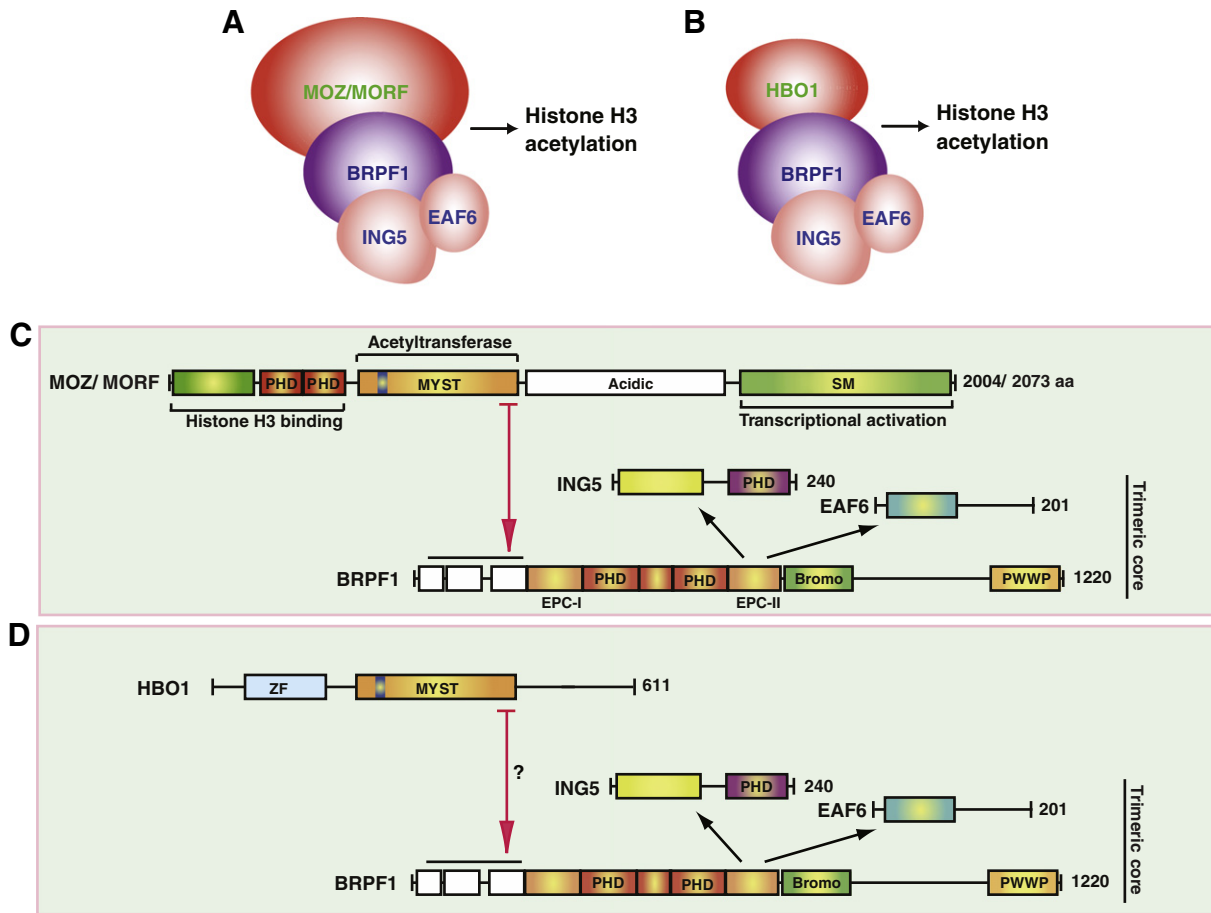 A
MOZ/MORF
BRPF1
EAF6
ING5
Histone H3
acetylation
B
HBO1
BRPF1
EAF6
ING5
Histone H3
acetylation
C
Acetyltransferase
MOZ/ MORF
PHD PHD MYST Acidic SM 2004/ 2073 aa
Histone H3 binding
Transcriptional activation
ING5 PHD 240
EAF6 201
BRPF1 PHD PHD Bromo PWWP 1220
EPC-I EPC-II
Trimeric core
D
HBO1 ZF MYST 611
?
ING5 PHD 240
EAF6 201
BRPF1 PHD PHD Bromo PWWP 1220
Trimeric core